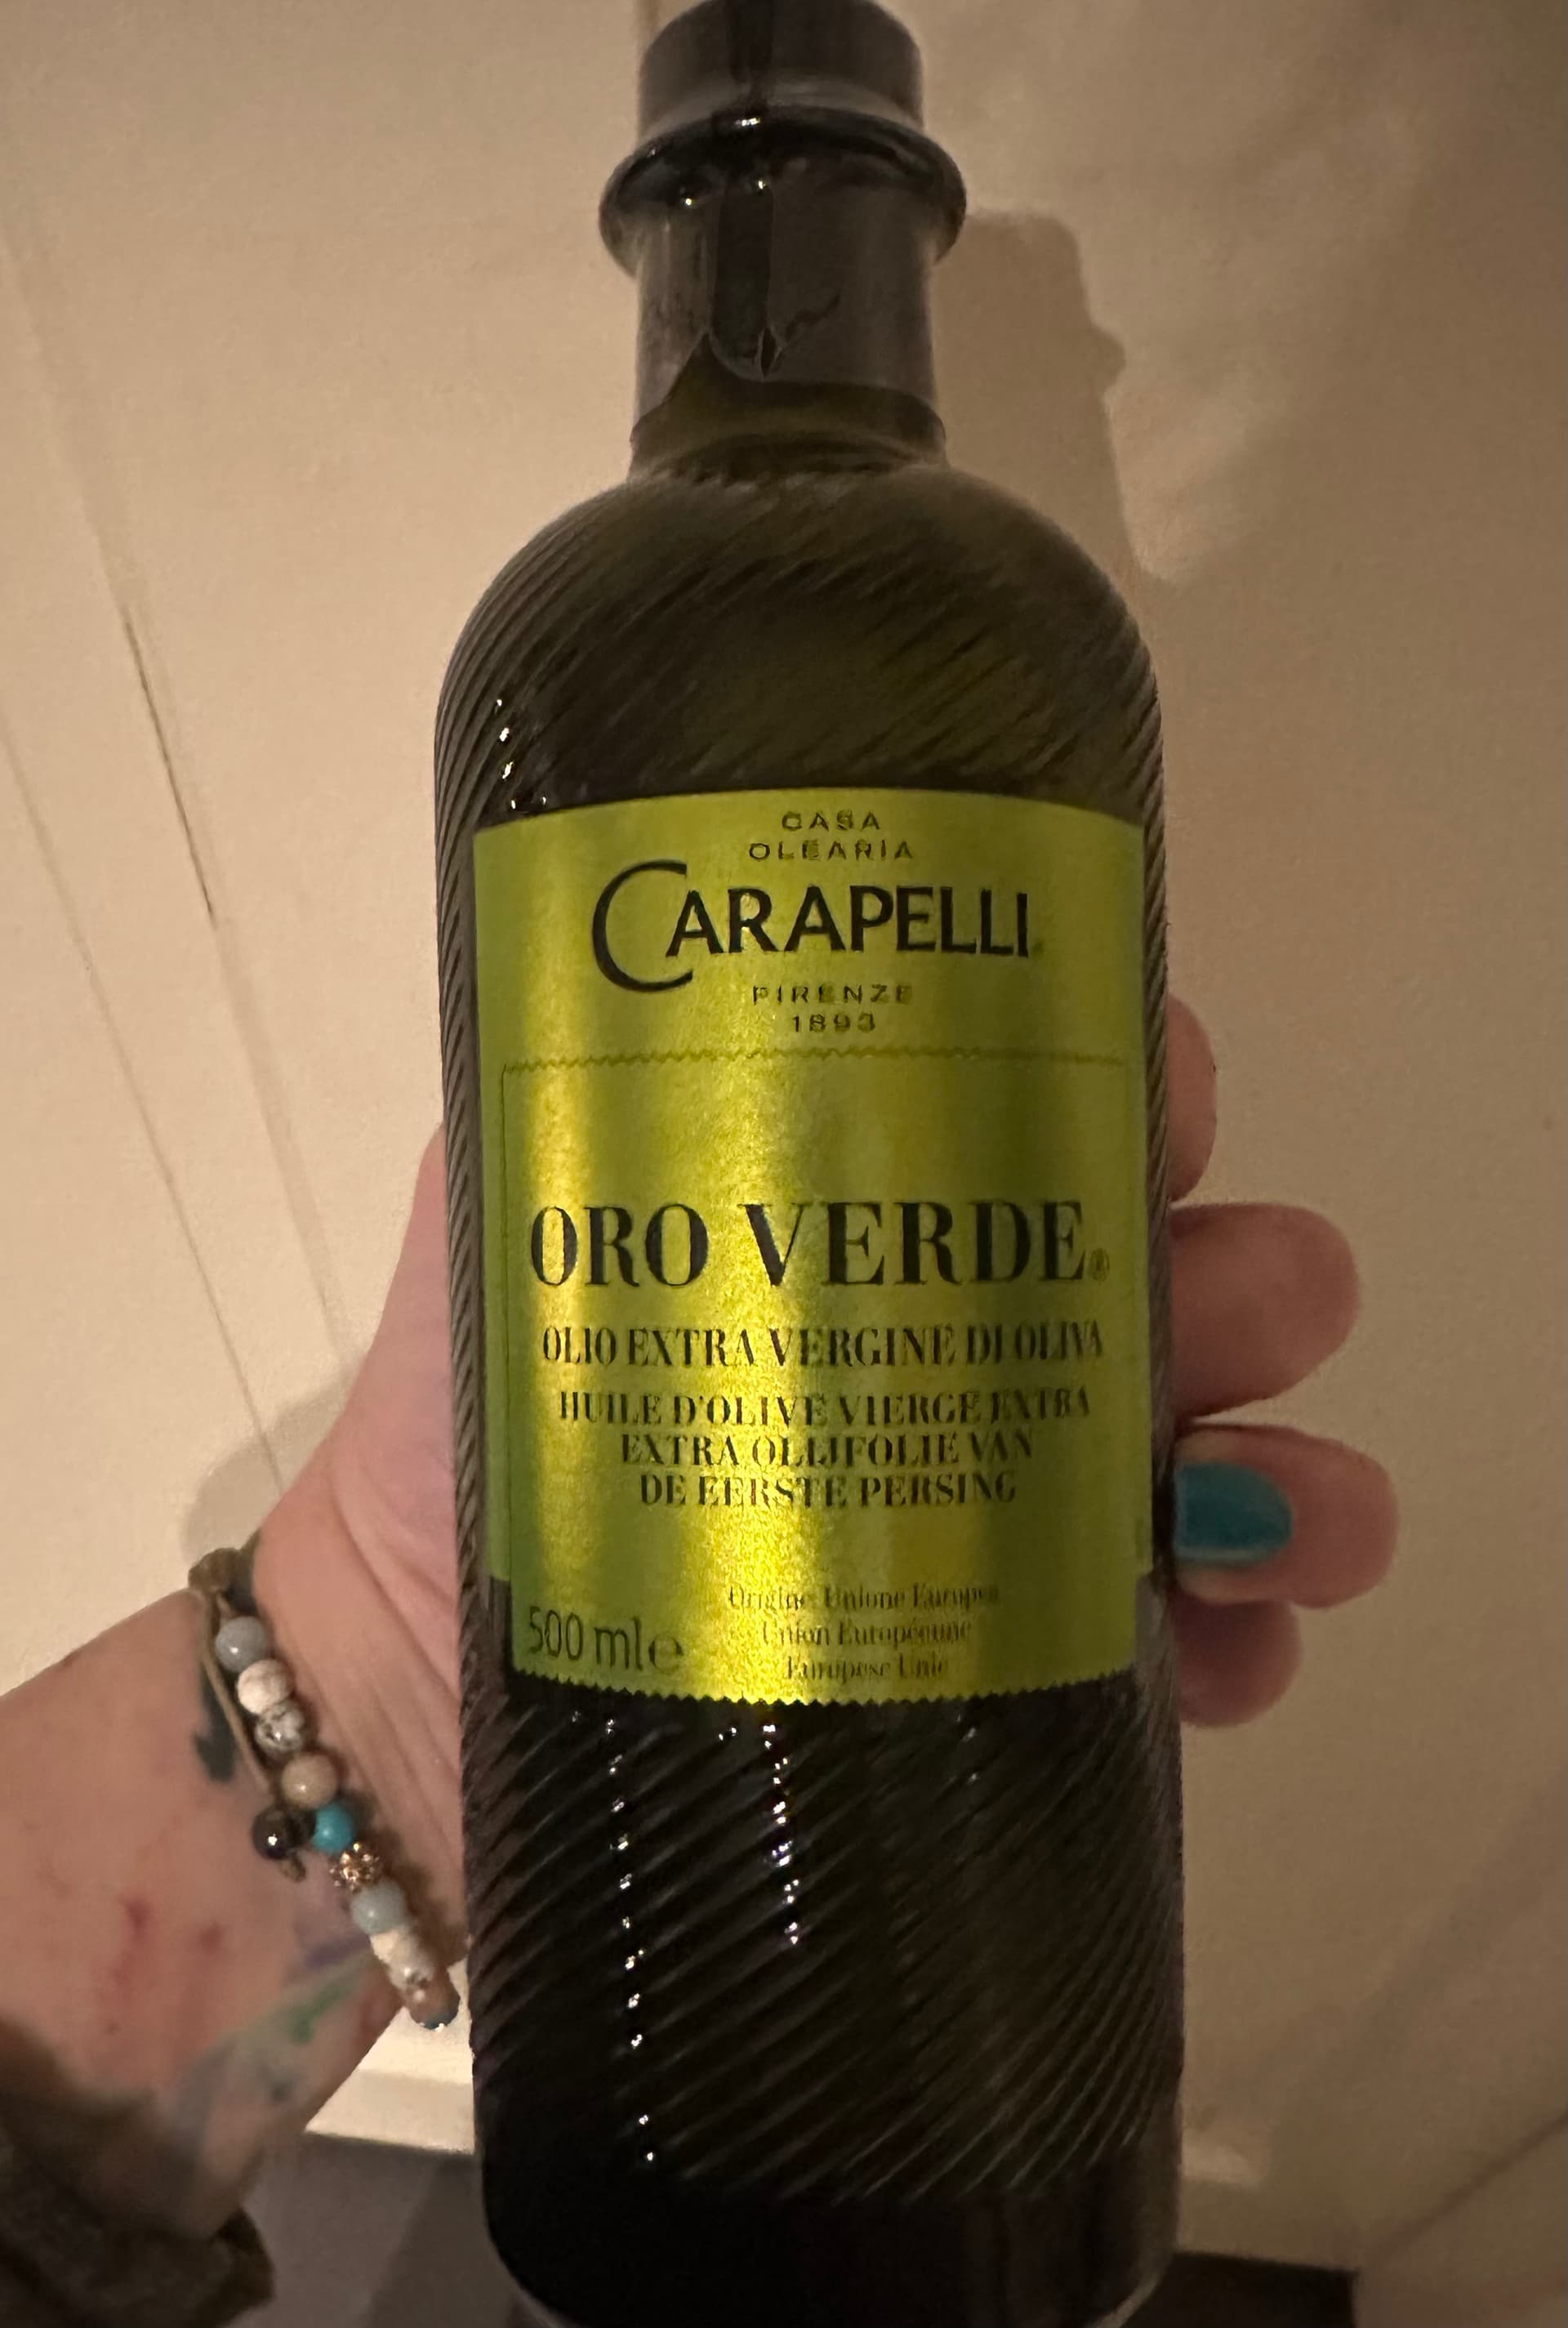 CASA
OLEARIA
CARAPELLI
FIRENZE
1893
ORO VERDE®
OLIO EXTRA VERGINE DI OLIVA
HUILE D'OLIVE VIERGE EXTRA
EXTRA OLIJFOLIE VAN
DE EERSTE PERSING
Origine: Unione Europea
Union Européenne
Europese Unie
500 ml e